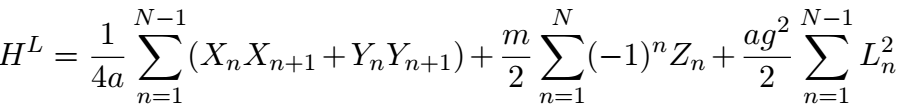 $H^L = \frac{1}{4a} \sum_{n=1}^{N-1} (X_n X_{n+1} + Y_n Y_{n+1}) + \frac{m}{2} \sum_{n=1}^{N} (-1)^n Z_n + \frac{ag^2}{2} \sum_{n=1}^{N-1} L_n^2$